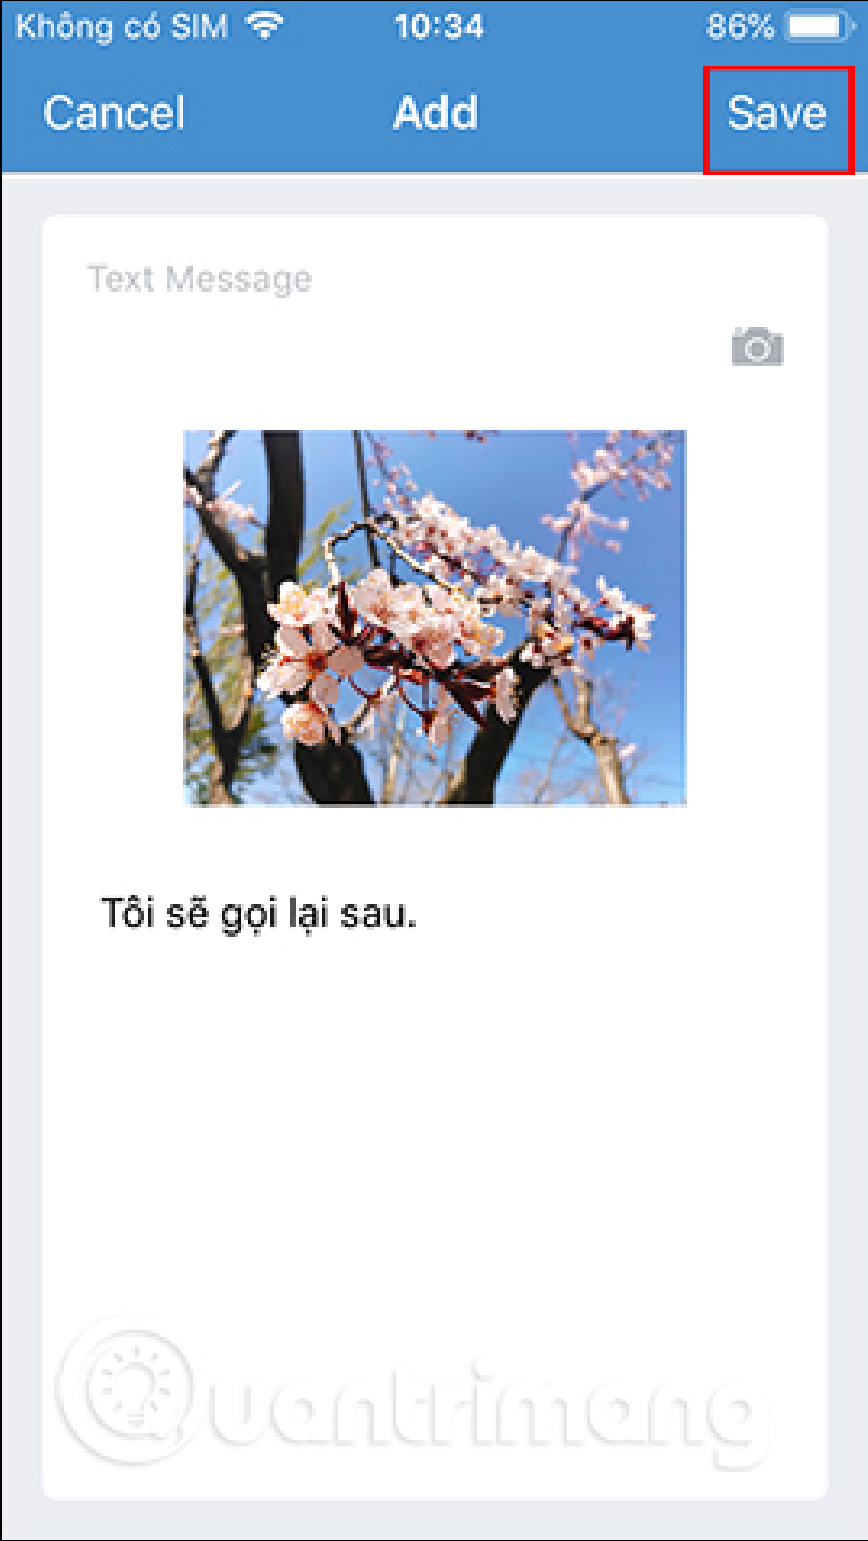 Không có SIM 10:34 86%
Cancel Add Save
Text Message
Tôi sẽ gọi lại sau.
Quantrimang